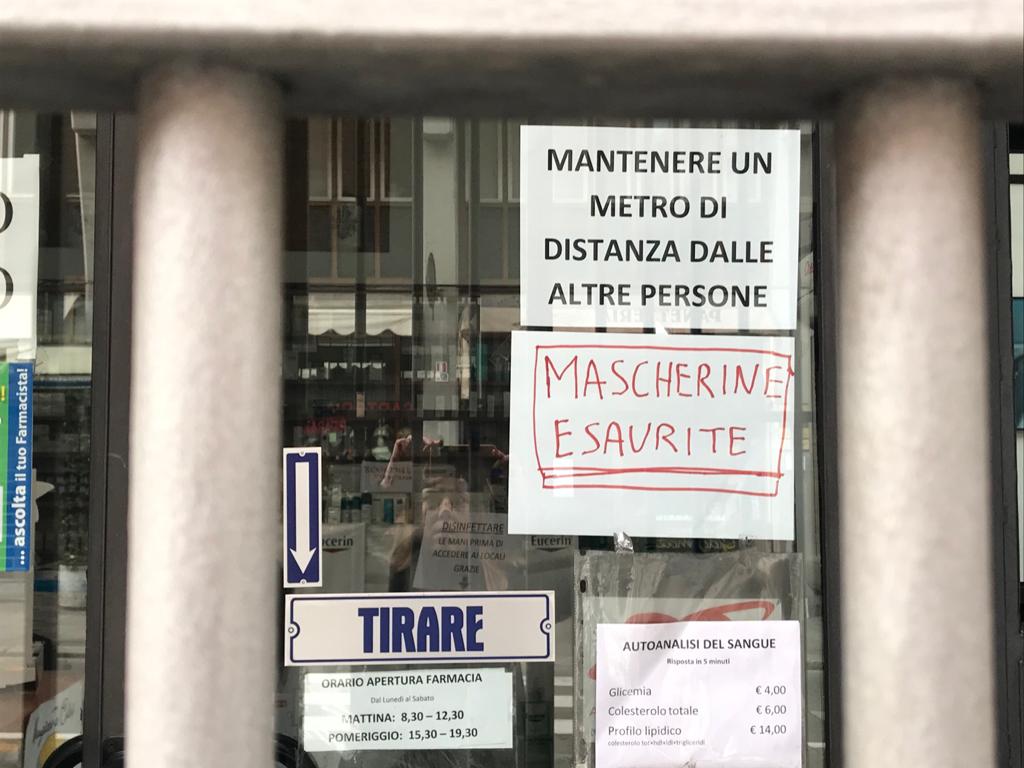 MANTENERE UN
METRO DI
DISTANZA DALLE
ALTRE PERSONE
MASCHERINE
ESAURITE
... ascolta il tuo Farmacista!
DISINFETTARE
LE MANI PRIMA DI
ACCEDERE AI LOCALI
GRAZIE
Eucerin
TIRARE
ORARIO APERTURA FARMACIA
Dal Lunedì al Sabato
MATTINA: 8,30 – 12,30
POMERIGGIO: 15,30 – 19,30
AUTOANALISI DEL SANGUE
Risposta in 5 minuti
Glicemia € 4,00
Colesterolo totale € 6,00
Profilo lipidico € 14,00